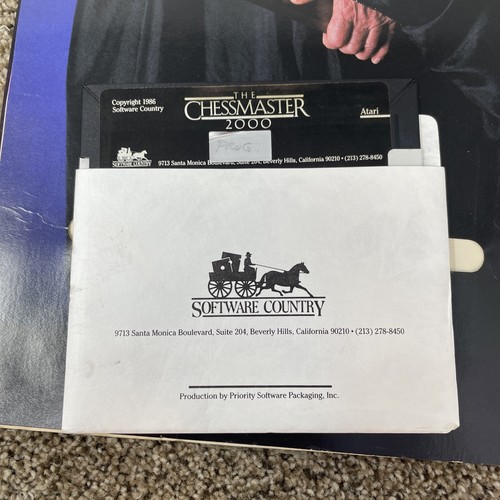 Copyright 1986
Software Country
THE
CHESSMASTER
2000
Atari
PROG
SOFTWARE COUNTRY
9713 Santa Monica Boulevard, Suite 204, Beverly Hills, California 90210 • (213) 278-8450
SOFTWARE COUNTRY
9713 Santa Monica Boulevard, Suite 204, Beverly Hills, California 90210 • (213) 278-8450
Production by Priority Software Packaging, Inc.